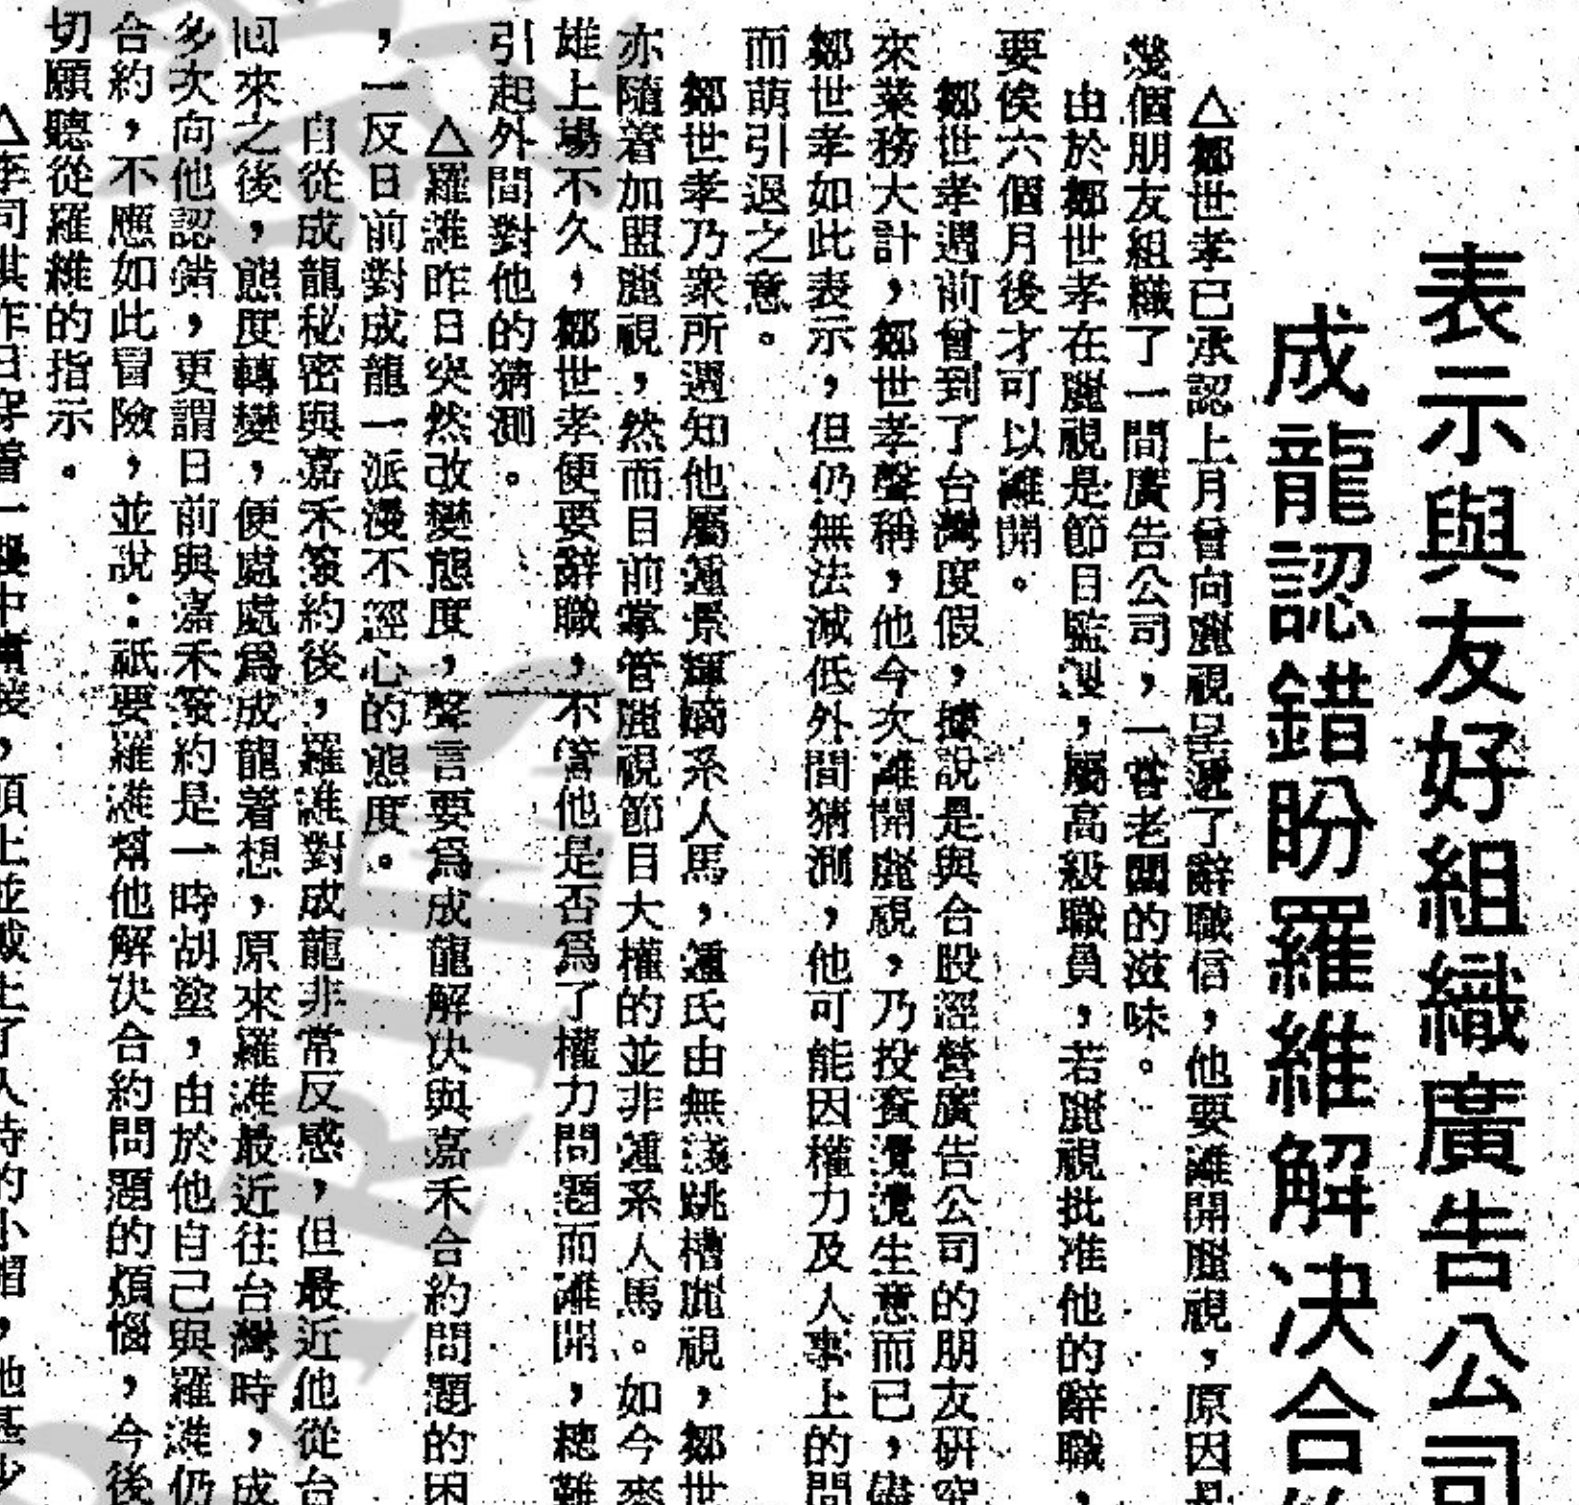 表示與友好組織廣告公司
成龍認錯盼羅維解決合
△鄒世孝已承認上月曾向麗視呈遞了辭職信，他要離開麗視，原因是
幾個朋友組織了一間廣告公司，一嘗老闆的滋味。
由於鄒世孝在麗視是節目監製，屬高級職員，若麗視批准他的辭職，
要俟六個月後才可以離開。
鄒世孝週前曾到了台灣度假，據說是與合股經營廣告公司的朋友研究
來業務大計，鄒世孝聲稱，他今次離開麗視，乃投資攪攪生意而已，儘
鄒世孝如此表示，但仍無法減低外間猜測，他可能因權力及人事上的問
而萌引退之意。
鄒世孝乃衆所週知他屬鍾景輝嫡系人馬，鍾氏由無綫跳槽麗視，鄒世
亦隨着加盟麗視，然而目前掌管麗視節目大權的並非鍾系人馬。如今麥
雄上場不久，鄒世孝便要辭職，不管他是否爲了權力問題而離開，總難
引起外間對他的猜測。
△羅維昨日突然改變態度，聲言要爲成龍解決與嘉禾合約問題的困
，一反日前對成龍一派漫不經心的態度。
自從成龍秘密與嘉禾簽約後，羅維對成龍非常反感，但最近他從台
回來之後，態度轉變，便處處爲成龍着想，原來羅維最近往台灣時，成
多次向他認錯，更謂日前與嘉禾簽約是一時胡塗，由於他自己與羅維仍
合約，不應如此冒險，並說：祇要羅維幫他解決合約問題的煩惱，今後
切願聽從羅維的指示。